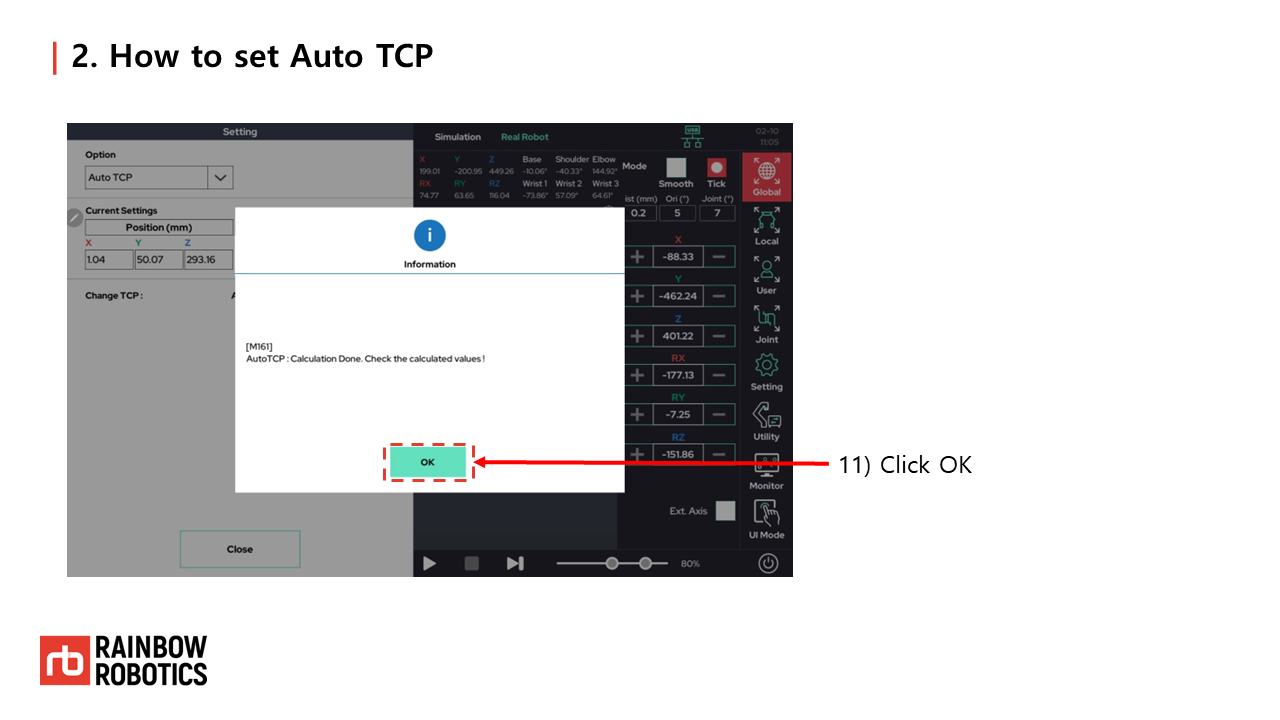 2. How to set Auto TCP
Setting
Option
Auto TCP
Current Settings
Position (mm)
X Y Z
1.04 50.07 293.16
Change TCP :
Close
Simulation Real Robot
USB
02-10
11:05
X Y Z Base Shoulder Elbow
199.01 -200.95 449.26 -10.06° -40.33° 144.92°
RX RY RZ Wrist 1 Wrist 2 Wrist 3
74.77 63.65 116.04 -73.86° 57.09° 64.61°
Mode
Smooth Tick
ist (mm) Ori (°) Joint (°)
0.2 5 7
X
-88.33
Y
-462.24
Z
401.22
RX
-177.13
RY
-7.25
RZ
-151.86
Ext. Axis
80%
Global
Local
User
Joint
Setting
Utility
Monitor
UI Mode
i
Information
[M161]
AutoTCP : Calculation Done. Check the calculated values !
OK
11) Click OK
rb
RAINBOW
ROBOTICS